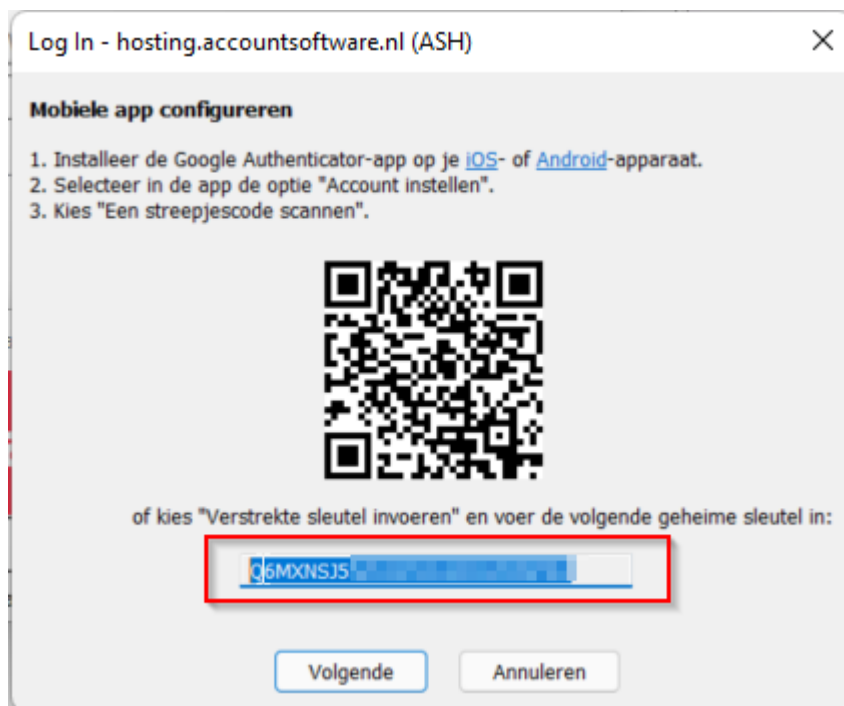 Log In - hosting.accountsoftware.nl (ASH)
Mobiele app configureren
1. Installeer de Google Authenticator-app op je iOS- of Android-apparaat.
2. Selecteer in de app de optie "Account instellen".
3. Kies "Een streepjescode scannen".
of kies "Verstrekte sleutel invoeren" en voer de volgende geheime sleutel in:
Q6MXNSJ5
Volgende
Annuleren